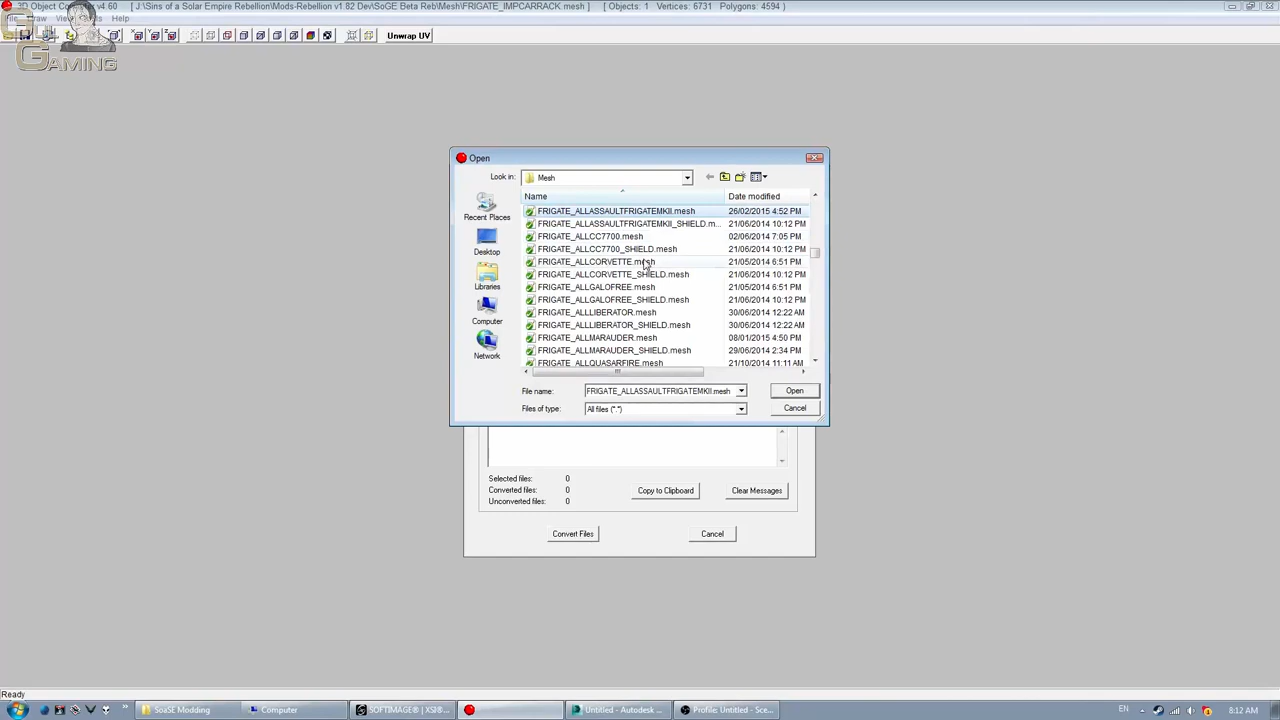 3D Object Converter v4.60 - [ J:\Sins of a Solar Empire Rebellion\Mods-Rebellion v1.82 Dev\SoGE Beta Reb\Mesh\FRIGATE_IMPCARRACK.mesh ] [ Objects: 1 Vertices: 6731 Polygons: 4594 ]
Draw Help
Unwrap UV
GAMING
Open
Look in: Mesh
Name Date modified
Recent Places
Desktop
Libraries
Computer
Network
FRIGATE_ALLASSAULTFRIGATEMKII.mesh 26/02/2015 4:52 PM
FRIGATE_ALLASSAULTFRIGATEMKII_SHIELD.m... 21/06/2014 10:12 PM
FRIGATE_ALLCC7700.mesh 02/06/2014 7:05 PM
FRIGATE_ALLCC7700_SHIELD.mesh 21/06/2014 10:12 PM
FRIGATE_ALLCORVETTE.mesh 21/05/2014 6:51 PM
FRIGATE_ALLCORVETTE_SHIELD.mesh 21/06/2014 10:12 PM
FRIGATE_ALLGALOFREE.mesh 21/05/2014 6:51 PM
FRIGATE_ALLGALOFREE_SHIELD.mesh 21/06/2014 10:12 PM
FRIGATE_ALLLIBERATOR.mesh 30/06/2014 12:22 AM
FRIGATE_ALLLIBERATOR_SHIELD.mesh 30/06/2014 12:22 AM
FRIGATE_ALLMARAUDER.mesh 08/01/2015 4:50 PM
FRIGATE_ALLMARAUDER_SHIELD.mesh 29/06/2014 2:34 PM
FRIGATE_ALLQUASARFIRE.mesh 21/10/2014 11:11 AM
File name: FRIGATE_ALLASSAULTFRIGATEMKII.mesh Open
Files of type: All files (*.*) Cancel
Selected files: 0
Converted files: 0
Unconverted files: 0
Copy to Clipboard Clear Messages
Convert Files Cancel
Ready
SoaSE Modding Computer SOFTIMAGE® | XSI®... Untitled - Autodesk ... Profile: Untitled - Sce... EN 8:12 AM